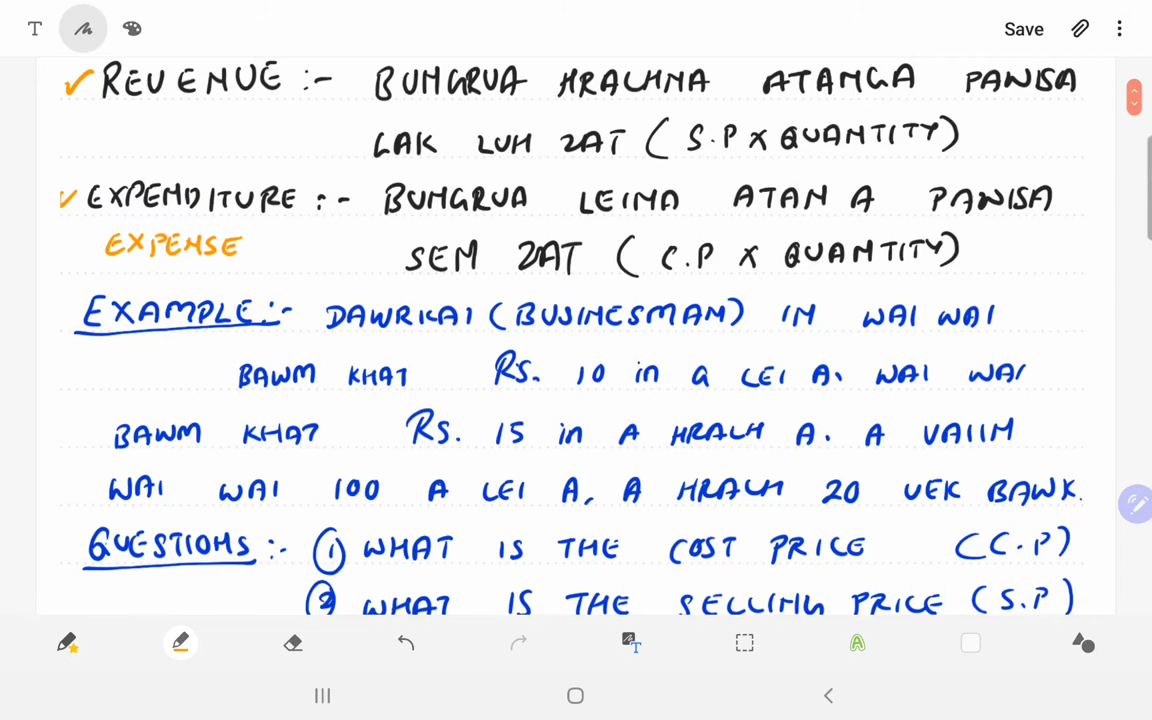 T Save
REVENUE :- BUNGRUA HRALHNA ATANGA PAWISA
LAK LUH ZAT ( S.P X QUANTITY)
EXPENDITURE :- BUNGRUA LEINA ATAN A PAWISA
EXPENSE SEM ZAT ( C.P X QUANTITY)
EXAMPLE :- DAWRKAI (BUSINESMAN) IN WAI WAI
BAWM KHAT Rs. 10 in a LEI A. WAI WAI
BAWM KHAT Rs. 15 in A HRALH A. A VAIIN
WAI WAI 100 A LEI A, A HRALH 20 VEK BAWK.
QUESTIONS :- (1) WHAT IS THE COST PRICE (C.P)
(2) WHAT IS THE SELLING PRICE (S.P)